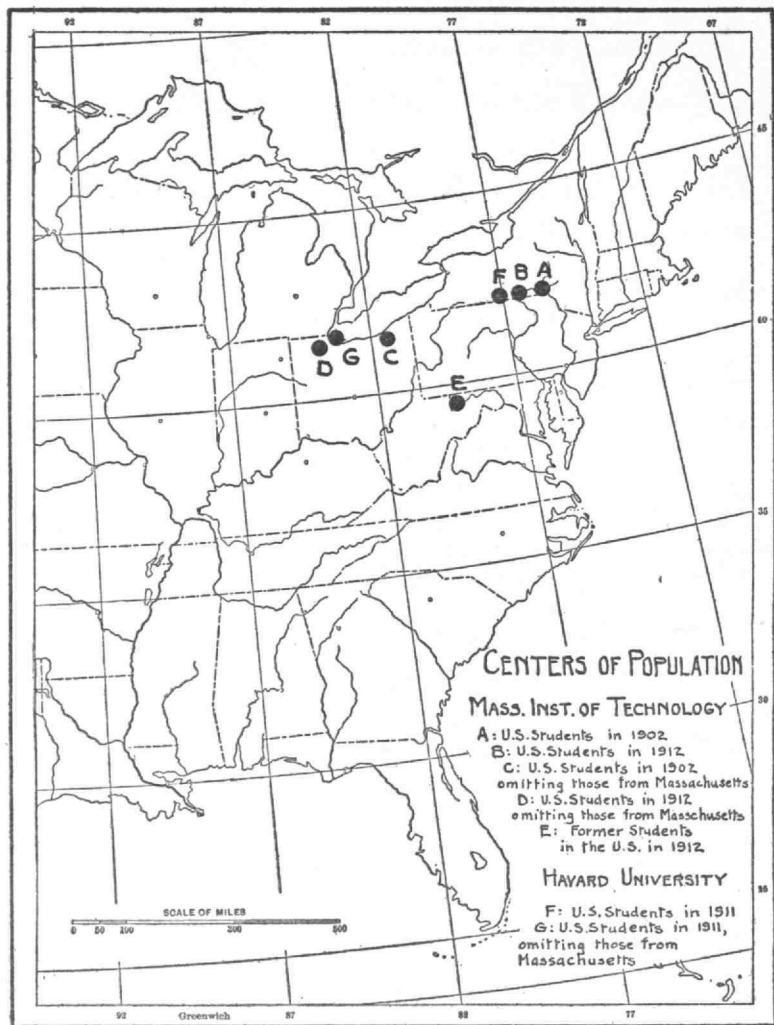 92 87 82 77 72 67
F B A
45
D G C
E
40
35
CENTERS OF POPULATION
MASS. INST. OF TECHNOLOGY
30
A: U.S. Students in 1902
B: U.S. Students in 1912
C: U.S. Students in 1902
omitting those from Massachusetts
D: U.S. Students in 1912
omitting those from Massachusetts
E: Former Students
in the U.S. in 1912
25
HAVARD UNIVERSITY
SCALE OF MILES
0 50 100 200 300
F: U.S. Students in 1911
G: U.S. Students in 1911,
omitting those from
Massachusetts
92 Greenwich 87 82 77